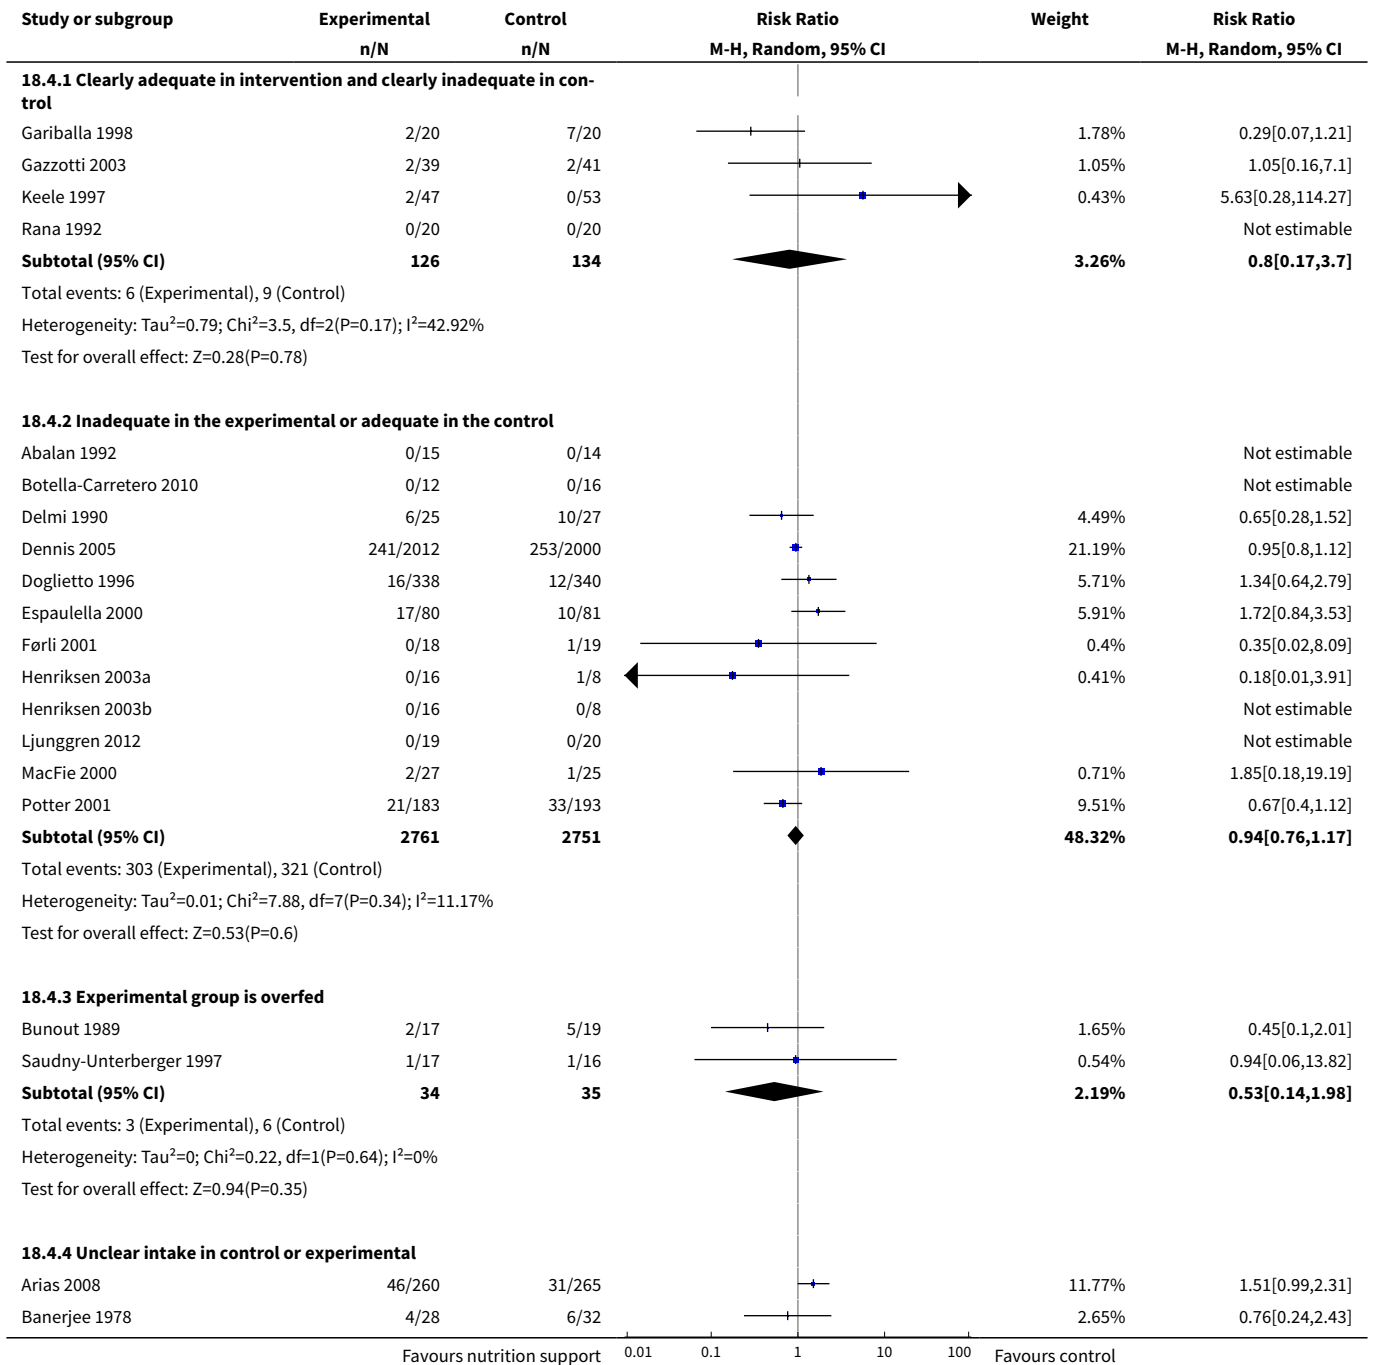 Study or subgroup Experimental Control Risk Ratio Weight Risk Ratio
n/N n/N M-H, Random, 95% CI M-H, Random, 95% CI
18.4.1 Clearly adequate in intervention and clearly inadequate in con-
trol
Gariballa 1998 2/20 7/20 1.78% 0.29[0.07,1.21]
Gazzotti 2003 2/39 2/41 1.05% 1.05[0.16,7.1]
Keele 1997 2/47 0/53 0.43% 5.63[0.28,114.27]
Rana 1992 0/20 0/20 Not estimable
Subtotal (95% CI) 126 134 3.26% 0.8[0.17,3.7]
Total events: 6 (Experimental), 9 (Control)
Heterogeneity: Tau²=0.79; Chi²=3.5, df=2(P=0.17); I²=42.92%
Test for overall effect: Z=0.28(P=0.78)
18.4.2 Inadequate in the experimental or adequate in the control
Abalan 1992 0/15 0/14 Not estimable
Botella-Carretero 2010 0/12 0/16 Not estimable
Delmi 1990 6/25 10/27 4.49% 0.65[0.28,1.52]
Dennis 2005 241/2012 253/2000 21.19% 0.95[0.8,1.12]
Doglietto 1996 16/338 12/340 5.71% 1.34[0.64,2.79]
Espaulella 2000 17/80 10/81 5.91% 1.72[0.84,3.53]
Førli 2001 0/18 1/19 0.4% 0.35[0.02,8.09]
Henriksen 2003a 0/16 1/8 0.41% 0.18[0.01,3.91]
Henriksen 2003b 0/16 0/8 Not estimable
Ljunggren 2012 0/19 0/20 Not estimable
MacFie 2000 2/27 1/25 0.71% 1.85[0.18,19.19]
Potter 2001 21/183 33/193 9.51% 0.67[0.4,1.12]
Subtotal (95% CI) 2761 2751 48.32% 0.94[0.76,1.17]
Total events: 303 (Experimental), 321 (Control)
Heterogeneity: Tau²=0.01; Chi²=7.88, df=7(P=0.34); I²=11.17%
Test for overall effect: Z=0.53(P=0.6)
18.4.3 Experimental group is overfed
Bunout 1989 2/17 5/19 1.65% 0.45[0.1,2.01]
Saudny-Unterberger 1997 1/17 1/16 0.54% 0.94[0.06,13.82]
Subtotal (95% CI) 34 35 2.19% 0.53[0.14,1.98]
Total events: 3 (Experimental), 6 (Control)
Heterogeneity: Tau²=0; Chi²=0.22, df=1(P=0.64); I²=0%
Test for overall effect: Z=0.94(P=0.35)
18.4.4 Unclear intake in control or experimental
Arias 2008 46/260 31/265 11.77% 1.51[0.99,2.31]
Banerjee 1978 4/28 6/32 2.65% 0.76[0.24,2.43]
Favours nutrition support 0.01 0.1 1 10 100 Favours control